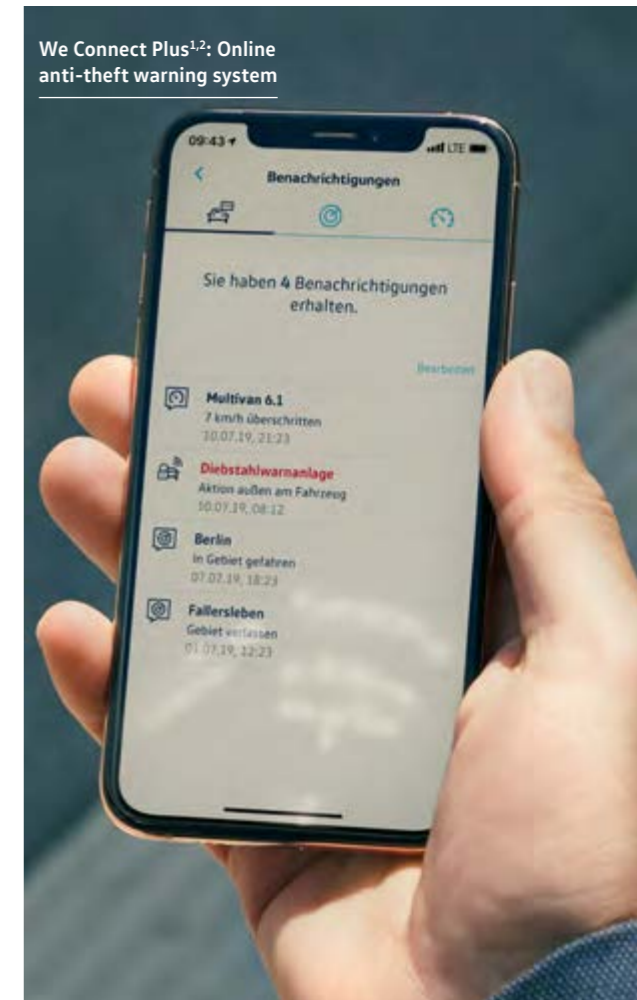 We Connect Plus1,2: Online
anti-theft warning system
09:43
LTE
Benachrichtigungen
Sie haben 4 Benachrichtigungen
erhalten.
Bearbeiten
Multivan 6.1
7 km/h überschritten
10.07.19, 21:23
Diebstahlwarnanlage
Aktion außen am Fahrzeug
10.07.19, 08:12
Berlin
In Gebiet gefahren
07.07.19, 18:23
Fallersleben
Gebiet verlassen
01.07.19, 12:23